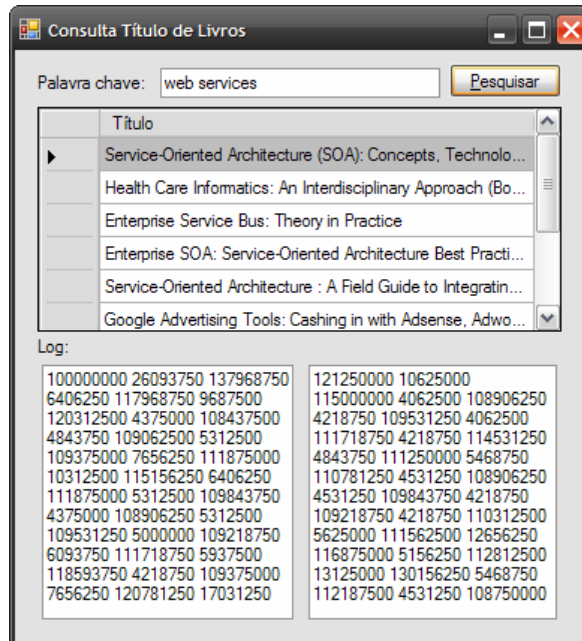 Consulta Título de Livros
Palavra chave: web services Pesquisar
Título
Service-Oriented Architecture (SOA): Concepts, Technolo...
Health Care Informatics: An Interdisciplinary Approach (Bo...
Enterprise Service Bus: Theory in Practice
Enterprise SOA: Service-Oriented Architecture Best Practi...
Service-Oriented Architecture : A Field Guide to Integratin...
Google Advertising Tools: Cashing in with Adsense, Adwo...
Log:
100000000 26093750 137968750
6406250 117968750 9687500
120312500 4375000 108437500
4843750 109062500 5312500
109375000 7656250 111875000
10312500 115156250 6406250
111875000 5312500 109843750
4375000 108906250 5312500
109531250 5000000 109218750
6093750 111718750 5937500
118593750 4218750 109375000
7656250 120781250 17031250
121250000 10625000
115000000 4062500 108906250
4218750 109531250 4062500
111718750 4218750 114531250
4843750 111250000 5468750
110781250 4531250 108906250
4531250 109843750 4218750
109218750 4218750 110312500
5625000 111562500 12656250
116875000 5156250 112812500
13125000 130156250 5468750
112187500 4531250 108750000